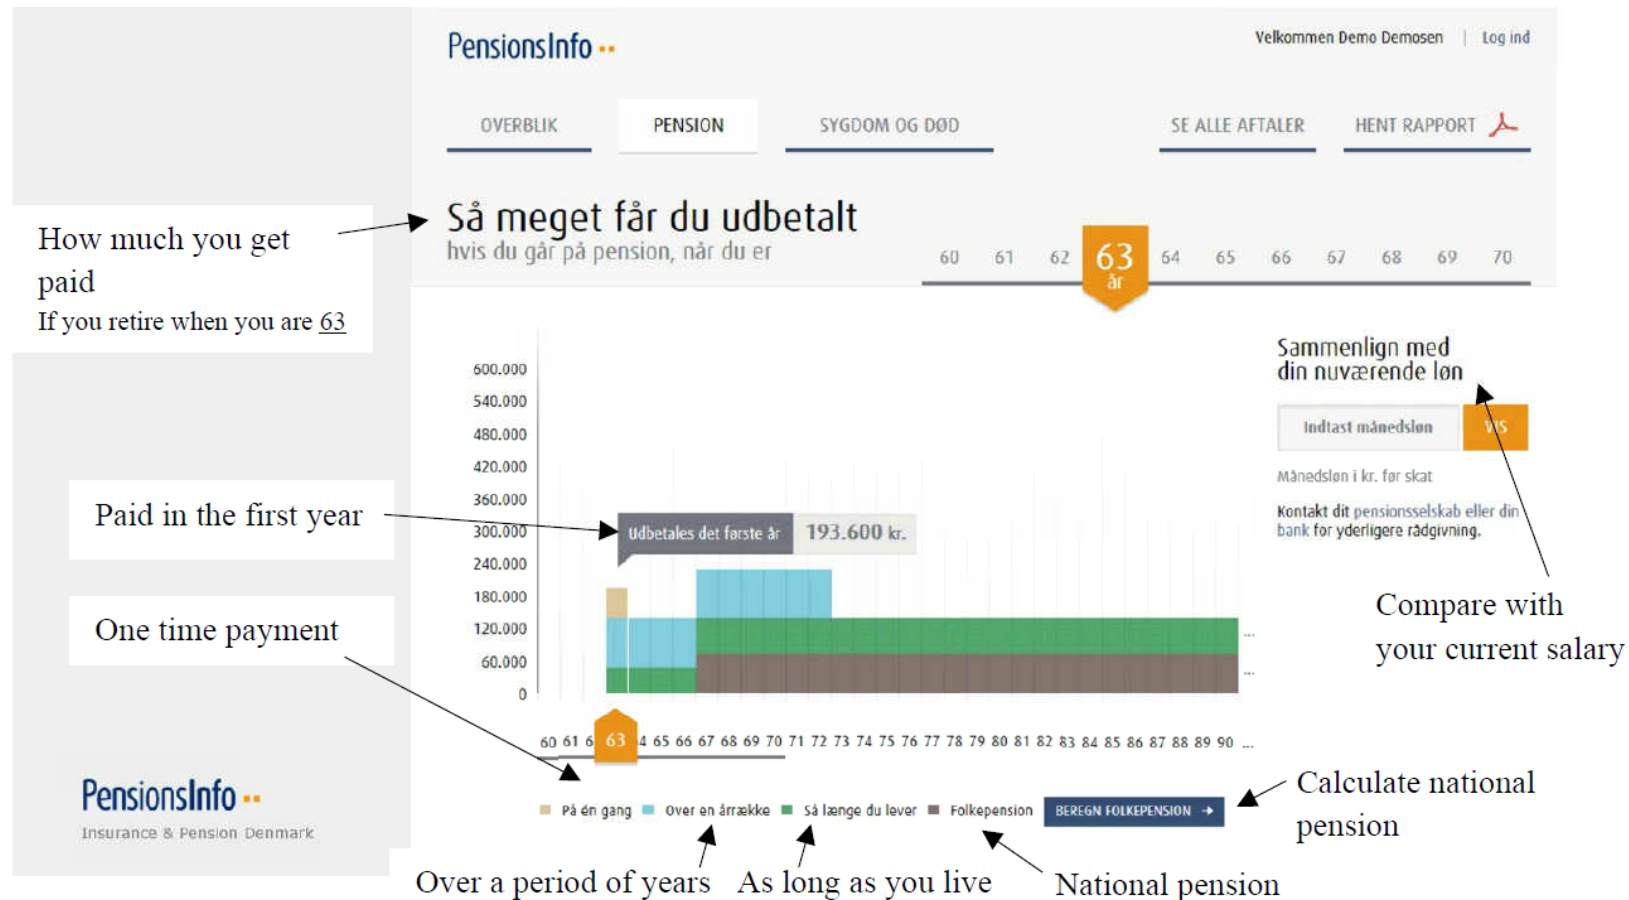 PensionsInfo
Velkommen Demo Demosen | Log ind
OVERBLIK
PENSION
SYGDOM OG DØD
SE ALLE AFTALER
HENT RAPPORT
Så meget får du udbetalt
hvis du går på pension, når du er
60 61 62 63 64 65 66 67 68 69 70
år
How much you get
paid
If you retire when you are 63
Sammenlign med
din nuværende løn
Indtast månedsløn
VIS
Månedsløn i kr. før skat
Kontakt dit pensionsselskab eller din
bank for yderligere rådgivning.
600.000
540.000
480.000
420.000
360.000
300.000
240.000
180.000
120.000
60.000
0
Paid in the first year
Udbetales det første år 193.600 kr.
One time payment
Compare with
your current salary
...
...
60 61 6 63 4 65 66 67 68 69 70 71 72 73 74 75 76 77 78 79 80 81 82 83 84 85 86 87 88 89 90 ...
På én gang
Over en årrække
Så længe du lever
Folkepension
BEREGN FOLKEPENSION
Calculate national
pension
PensionsInfo
Insurance & Pension Denmark
Over a period of years
As long as you live
National pension